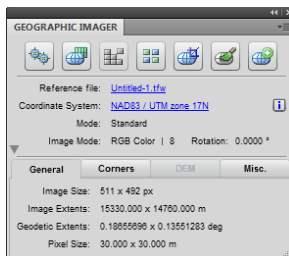 GEOGRAPHIC IMAGER
Reference file: Untitled-1.tfw
Coordinate System: NAD83 / UTM zone 17N
Mode: Standard
Image Mode: RGB Color | 8 Rotation: 0.0000 °
General Corners DEM Misc.
Image Size: 511 x 492 px
Image Extents: 15330.000 x 14760.000 m
Geodetic Extents: 0.18655696 x 0.13551283 deg
Pixel Size: 30.000 x 30.000 m